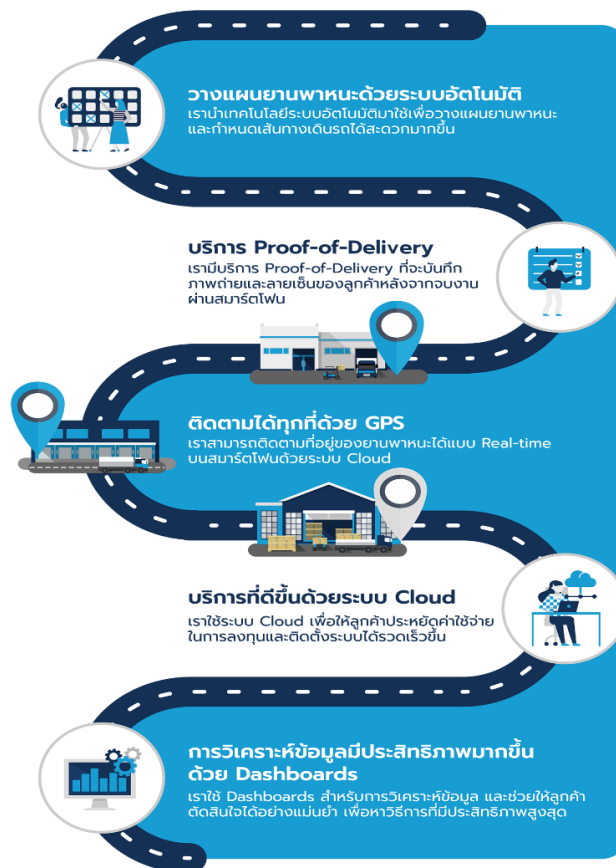 วางแผนยานพาหนะด้วยระบบอัตโนมัติ
เรานำเทคโนโลยีระบบอัตโนมัติมาใช้เพื่อวางแผนยานพาหนะ
และกำหนดเส้นทางเดินรถได้สะดวกมากขึ้น
บริการ Proof-of-Delivery
เรามีบริการ Proof-of-Delivery ที่จะบันทึก
ภาพถ่ายและลายเซ็นของลูกค้าหลังจากจบงาน
ผ่านสมาร์ตโฟน
ติดตามได้ทุกที่ด้วย GPS
เราสามารถติดตามที่อยู่ของยานพาหนะได้แบบ Real-time
บนสมาร์ตโฟนด้วยระบบ Cloud
บริการที่ดีขึ้นด้วยระบบ Cloud
เราใช้ระบบ Cloud เพื่อให้ลูกค้าประหยัดค่าใช้จ่าย
ในการลงทุนและติดตั้งระบบได้รวดเร็วขึ้น
การวิเคราะห์ข้อมูลมีประสิทธิภาพมากขึ้น
ด้วย Dashboards
เราใช้ Dashboards สำหรับการวิเคราะห์ข้อมูล และช่วยให้ลูกค้า
ตัดสินใจได้อย่างแม่นยำ เพื่อหาวิธีการที่มีประสิทธิภาพสูงสุด